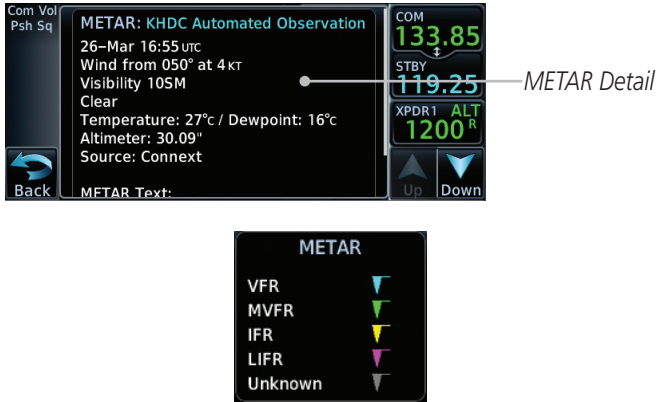 Com Vol
Psh Sq
METAR: KHDC Automated Observation
26–Mar 16:55 UTC
Wind from 050° at 4 KT
Visibility 10SM
Clear
Temperature: 27°C / Dewpoint: 16°C
Altimeter: 30.09"
Source: Connext
METAR Text:
Back
COM
133.85
STBY
119.25
XPDR1 ALT
1200 R
Up
Down
METAR Detail
METAR
VFR
MVFR
IFR
LIFR
Unknown